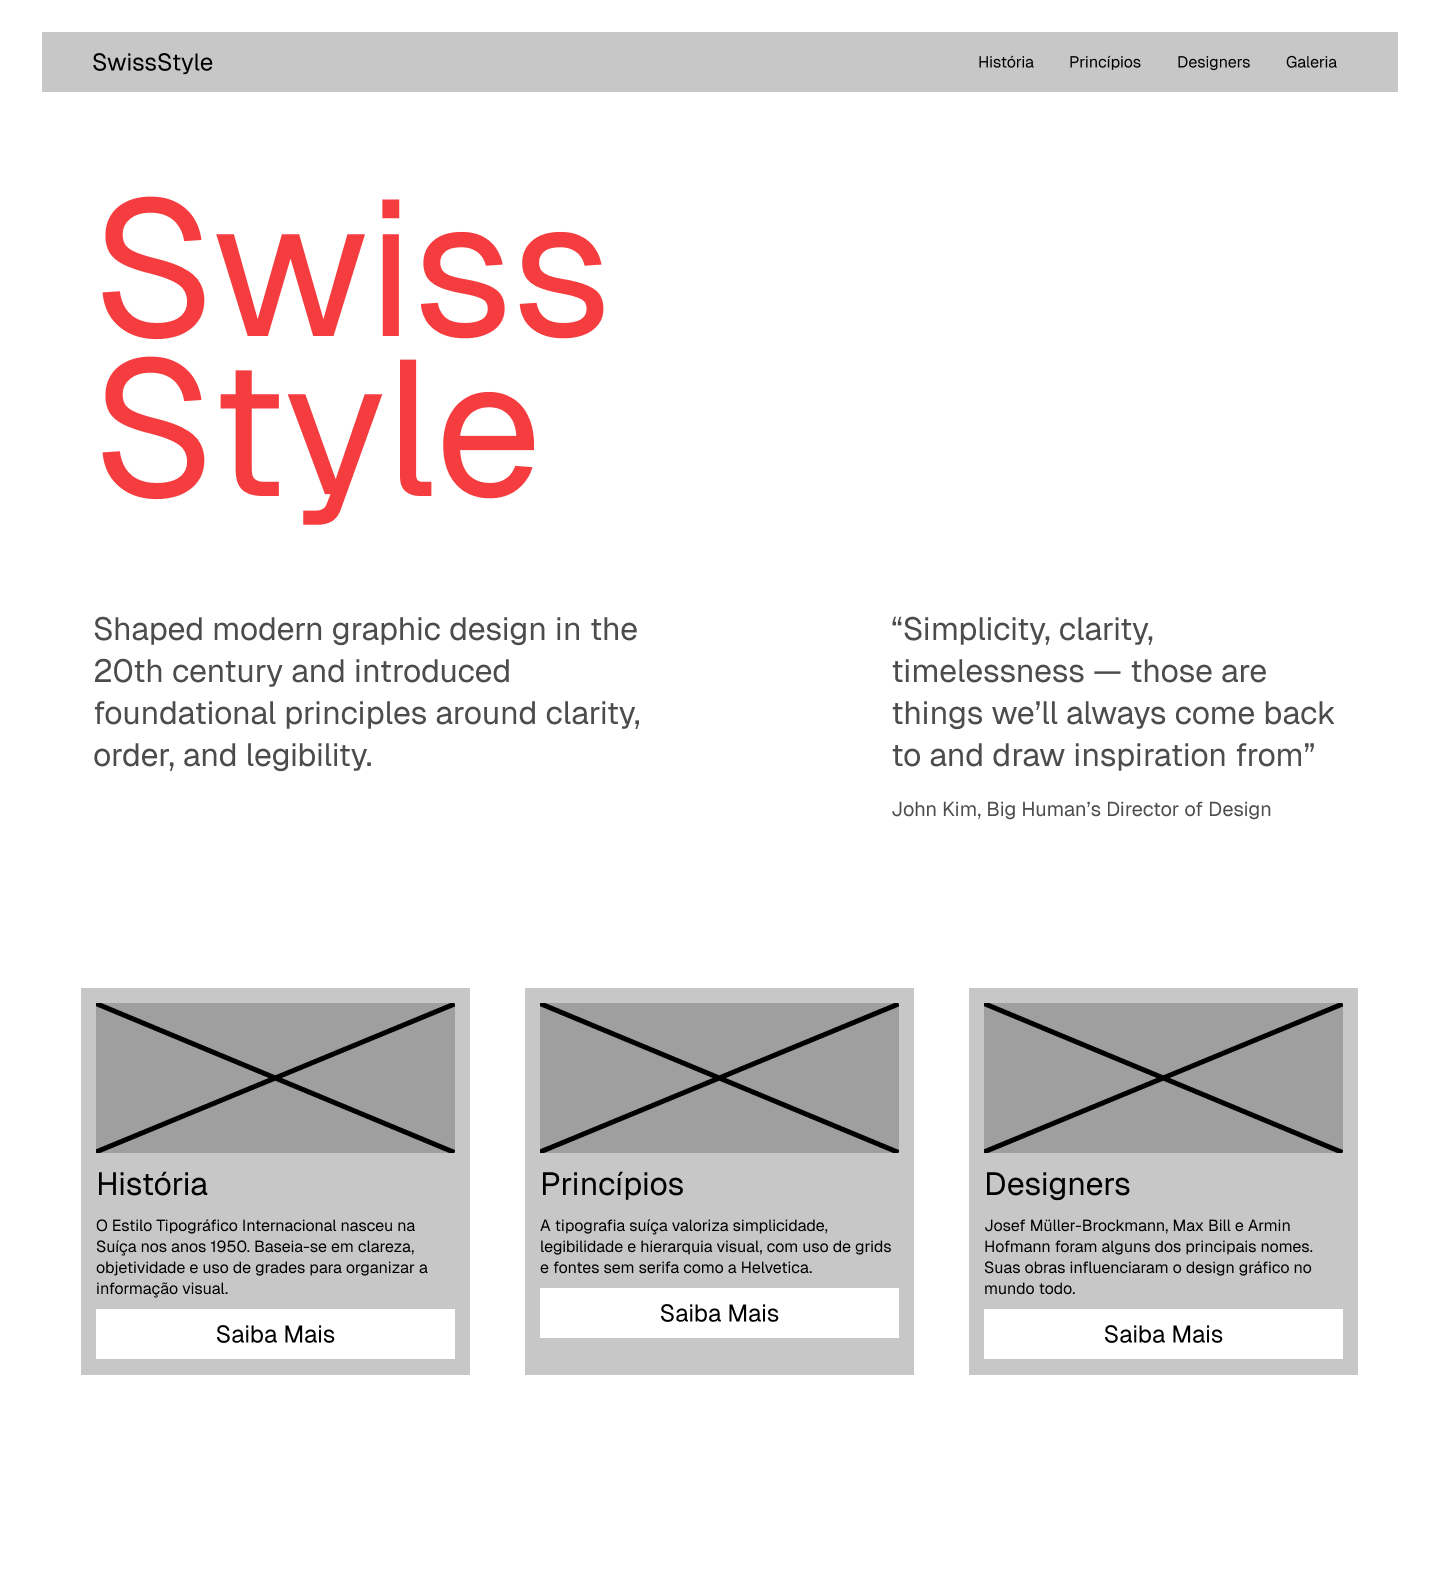 SwissStyle
História
Princípios
Designers
Galeria
Swiss
Style
Shaped modern graphic design in the
20th century and introduced
foundational principles around clarity,
order, and legibility.
“Simplicity, clarity,
timelessness — those are
things we’ll always come back
to and draw inspiration from”
John Kim, Big Human’s Director of Design
História
O Estilo Tipográfico Internacional nasceu na
Suíça nos anos 1950. Baseia-se em clareza,
objetividade e uso de grades para organizar a
informação visual.
Saiba Mais
Princípios
A tipografia suíça valoriza simplicidade,
legibilidade e hierarquia visual, com uso de grids
e fontes sem serifa como a Helvetica.
Saiba Mais
Designers
Josef Müller-Brockmann, Max Bill e Armin
Hofmann foram alguns dos principais nomes.
Suas obras influenciaram o design gráfico no
mundo todo.
Saiba Mais